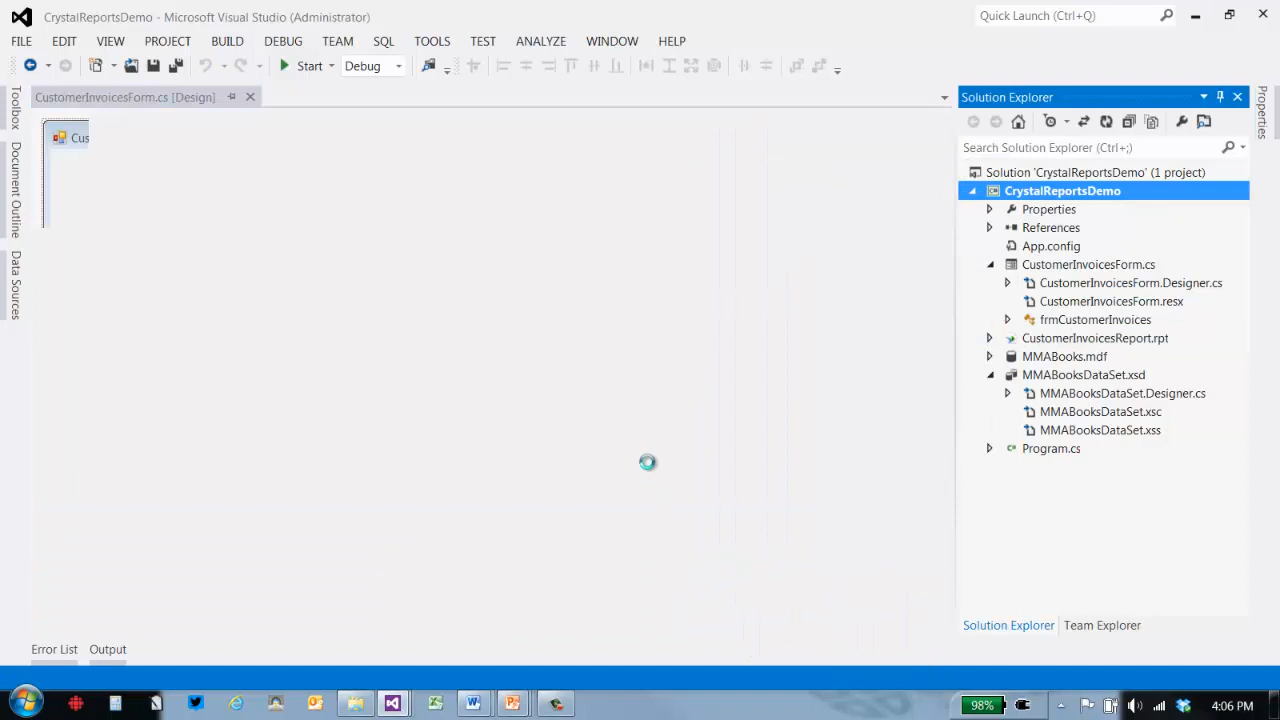 CrystalReportsDemo - Microsoft Visual Studio (Administrator)
Quick Launch (Ctrl+Q)
FILE EDIT VIEW PROJECT BUILD DEBUG TEAM SQL TOOLS TEST ANALYZE WINDOW HELP
Start Debug
Toolbox
Document Outline
Data Sources
CustomerInvoicesForm.cs [Design]
Cus
Solution Explorer
Search Solution Explorer (Ctrl+;)
Solution 'CrystalReportsDemo' (1 project)
CrystalReportsDemo
Properties
References
App.config
CustomerInvoicesForm.cs
CustomerInvoicesForm.Designer.cs
CustomerInvoicesForm.resx
frmCustomerInvoices
CustomerInvoicesReport.rpt
MMABooks.mdf
MMABooksDataSet.xsd
MMABooksDataSet.Designer.cs
MMABooksDataSet.xsc
MMABooksDataSet.xss
Program.cs
Solution Explorer Team Explorer
Properties
Error List Output
98%
4:06 PM